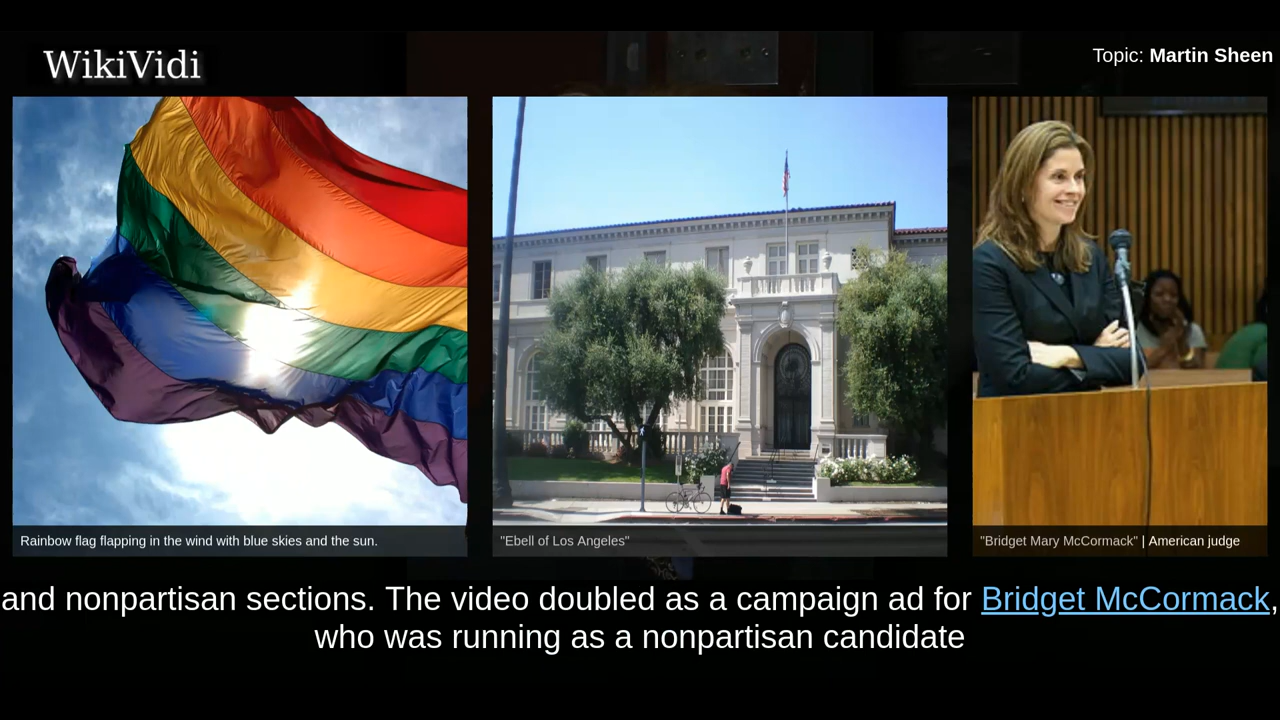 WikiVidi
Topic: Martin Sheen
Rainbow flag flapping in the wind with blue skies and the sun.
"Ebell of Los Angeles"
"Bridget Mary McCormack" | American judge
and nonpartisan sections. The video doubled as a campaign ad for Bridget McCormack,
who was running as a nonpartisan candidate